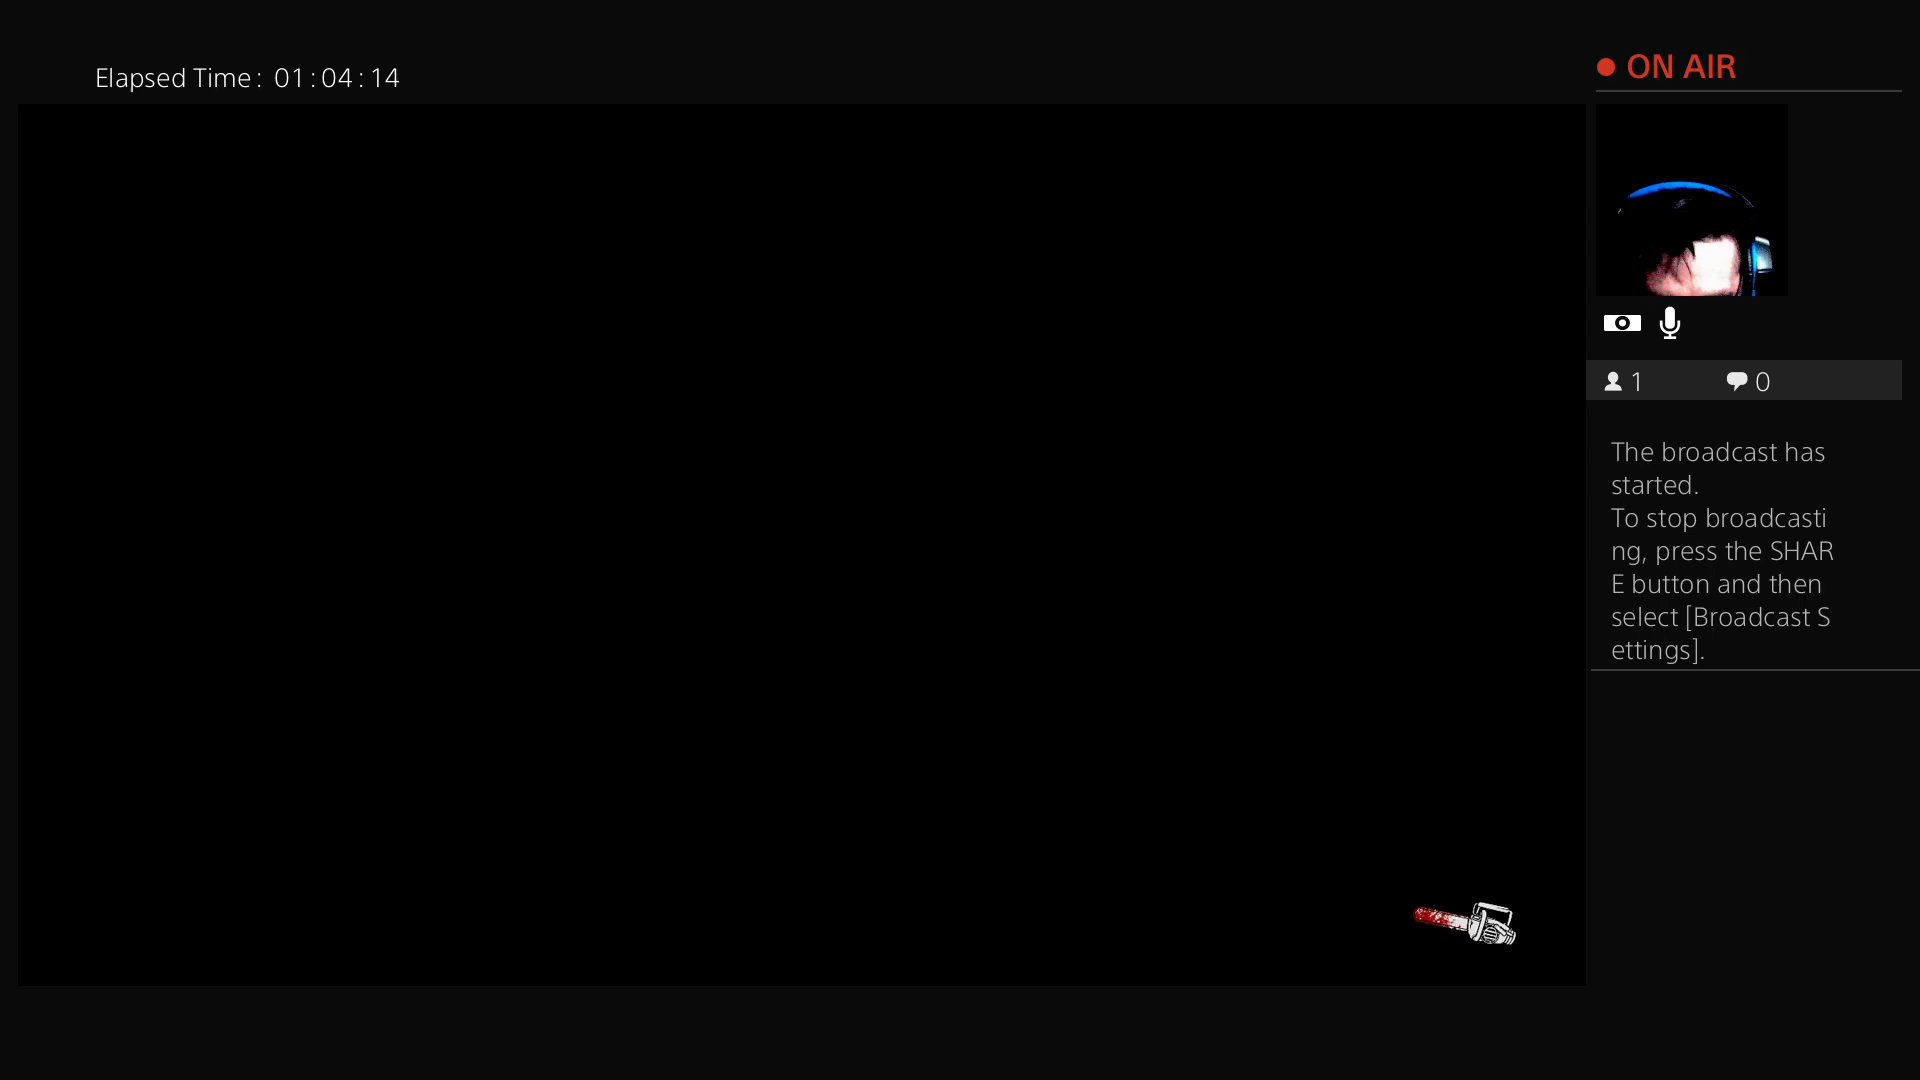 Elapsed Time: 01:04:14
ON AIR
1 0
The broadcast has
started.
To stop broadcasti
ng, press the SHAR
E button and then
select [Broadcast S
ettings].